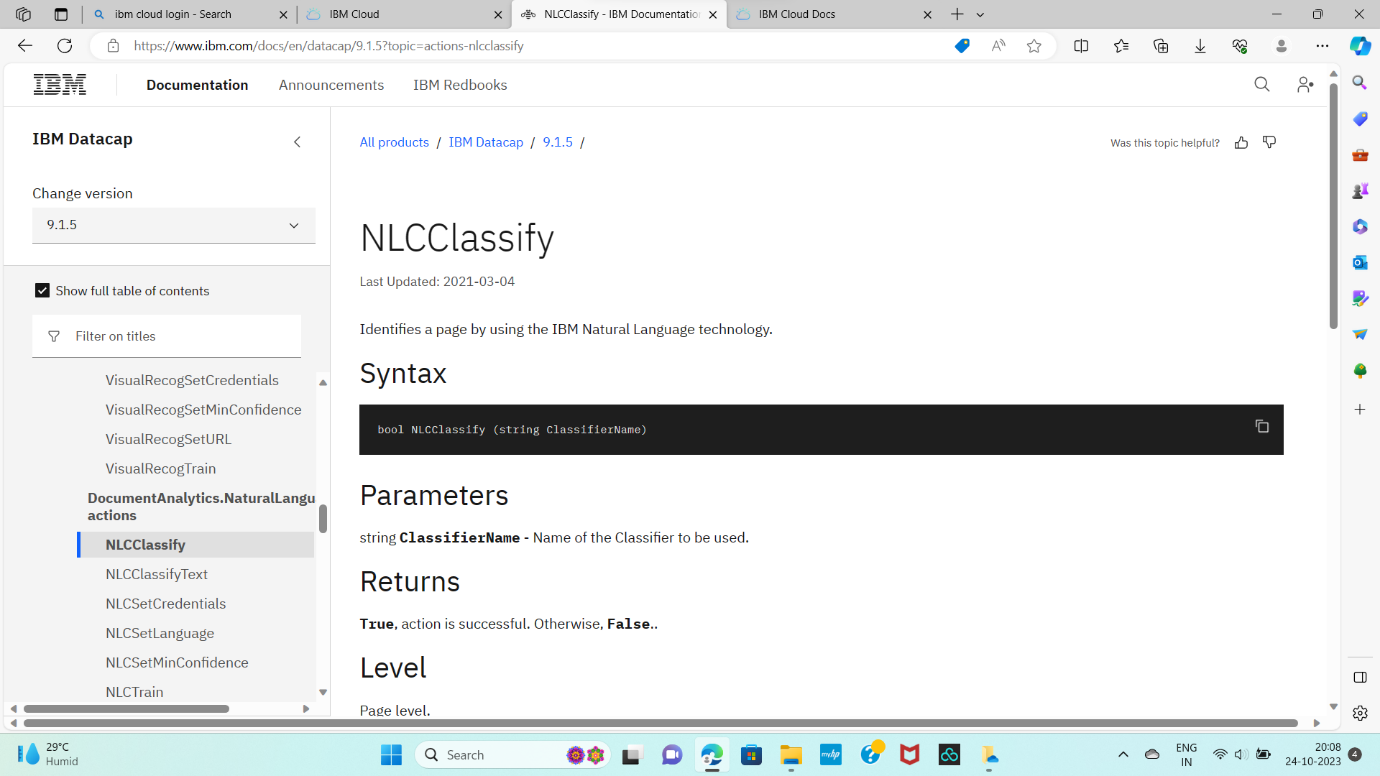 ibm cloud login - Search
IBM Cloud
NLCClassify - IBM Documentation
IBM Cloud Docs
https://www.ibm.com/docs/en/datacap/9.1.5?topic=actions-nlcclassify
IBM
Documentation
Announcements
IBM Redbooks
IBM Datacap
Change version
9.1.5
Show full table of contents
Filter on titles
VisualRecogSetCredentials
VisualRecogSetMinConfidence
VisualRecogSetURL
VisualRecogTrain
DocumentAnalytics.NaturalLangu
actions
NLCClassify
NLCClassifyText
NLCSetCredentials
NLCSetLanguage
NLCSetMinConfidence
NLCTrain
All products / IBM Datacap / 9.1.5 /
Was this topic helpful?
NLCClassify
Last Updated: 2021-03-04
Identifies a page by using the IBM Natural Language technology.
Syntax
bool NLCClassify (string ClassifierName)
Parameters
string ClassifierName - Name of the Classifier to be used.
Returns
True, action is successful. Otherwise, False..
Level
Page level.
29°C
Humid
Search
ENG
IN
20:08
24-10-2023
4